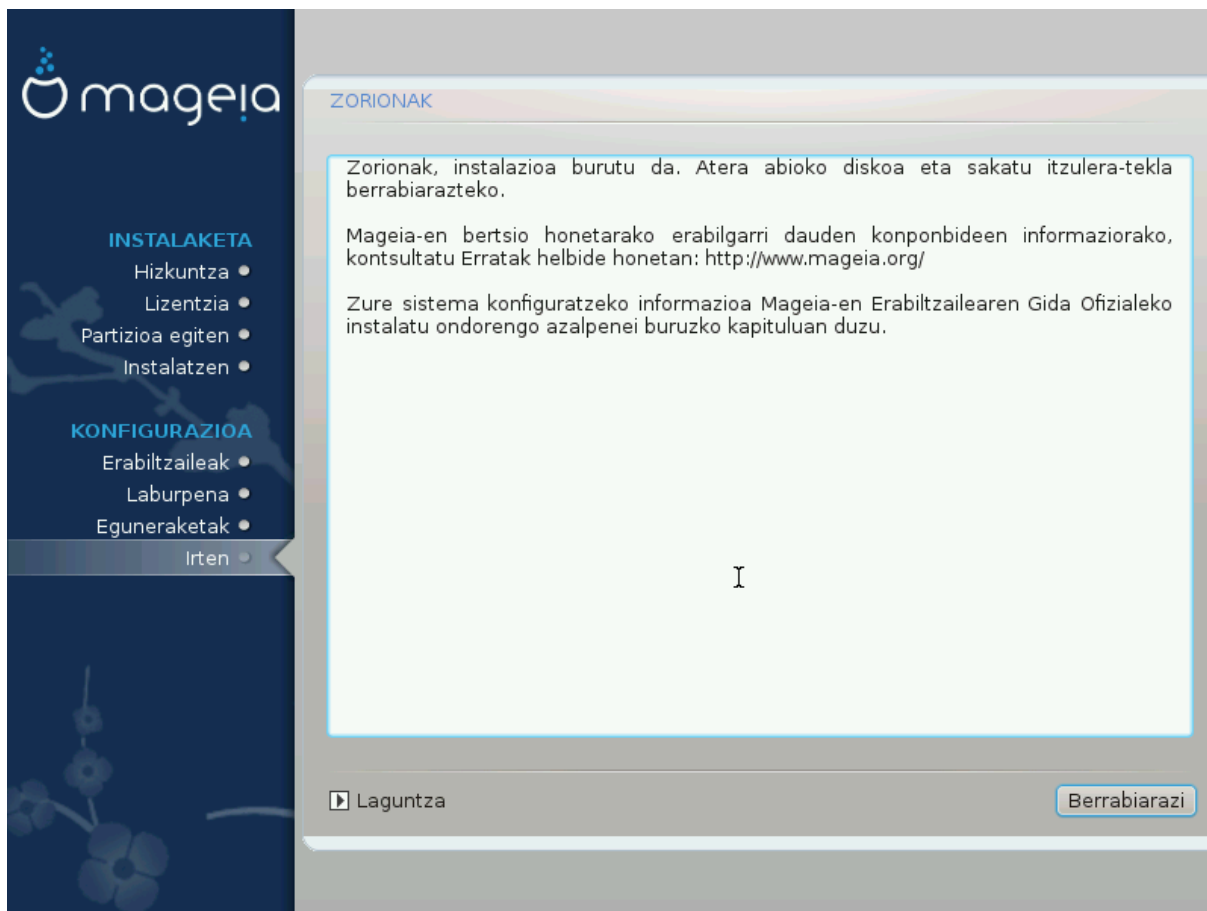 mageia
INSTALAKETA
Hizkuntza
Lizentzia
Partizioa egiten
Instalatzen
KONFIGURAZIOA
Erabiltzaileak
Laburpena
Eguneraketak
Irten
ZORIONAK
Zorionak, instalazioa burutu da. Atera abioko diskoa eta sakatu itzulera-tekla
berrabiarazteko.
Mageia-en bertsio honetarako erabilgarri dauden konponbideen informaziorako,
kontsultatu Erratak helbide honetan: http://www.mageia.org/
Zure sistema konfiguratzeko informazioa Mageia-en Erabiltzailearen Gida Ofizialeko
instalatu ondorengo azalpenei buruzko kapituluan duzu.
Laguntza
Berrabiarazi